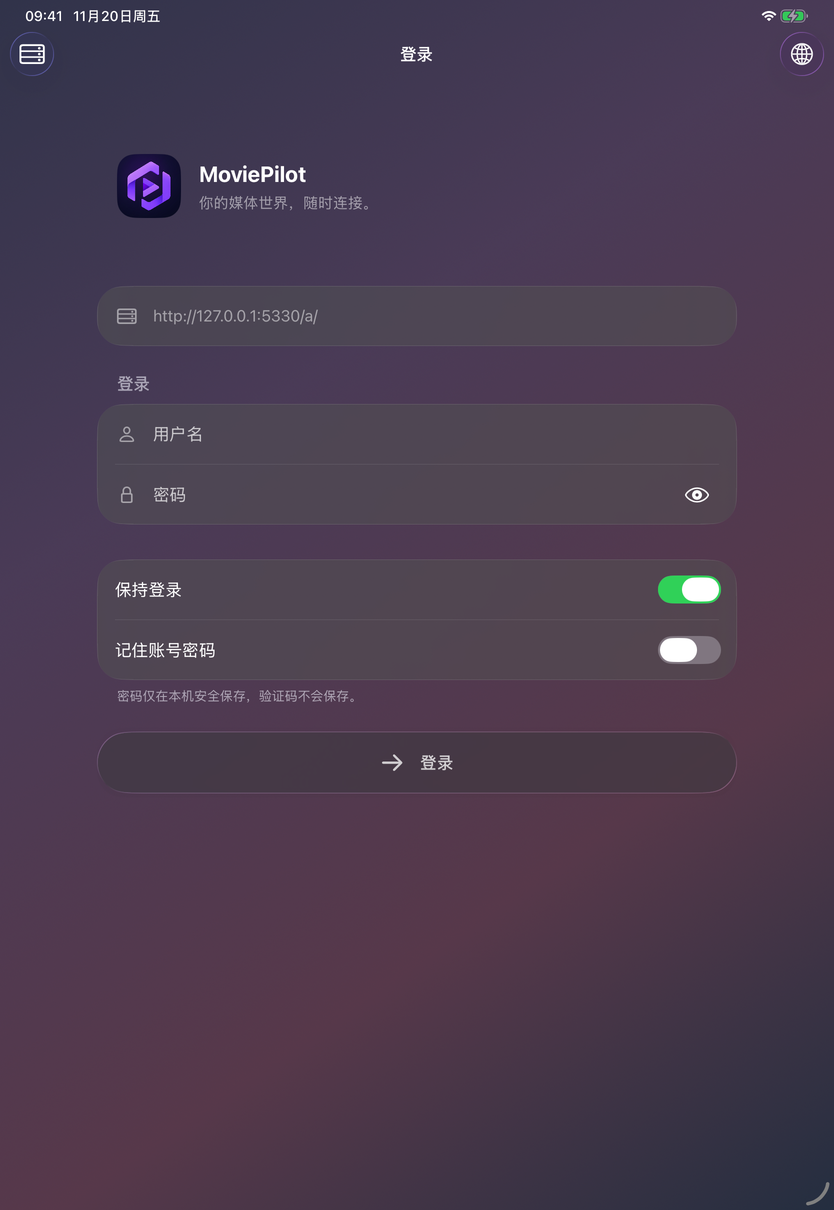 09:41 11月20日周五
登录
MoviePilot
你的媒体世界，随时连接。
http://127.0.0.1:5330/a/
登录
用户名
密码
保持登录
记住账号密码
密码仅在本机安全保存，验证码不会保存。
登录